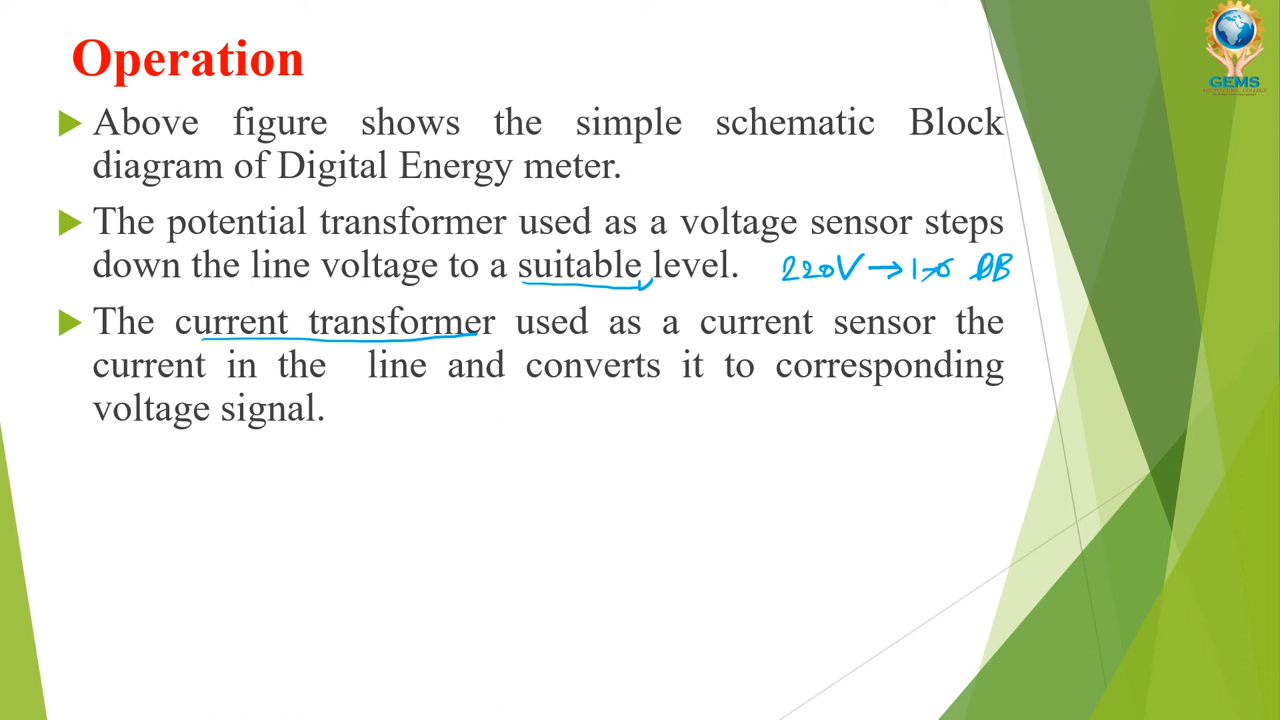 Operation
Above figure shows the simple schematic Block
diagram of Digital Energy meter.
The potential transformer used as a voltage sensor steps
down the line voltage to a suitable level. 220V →
The current transformer used as a current sensor the
current in the line and converts it to corresponding
voltage signal.
GEMS